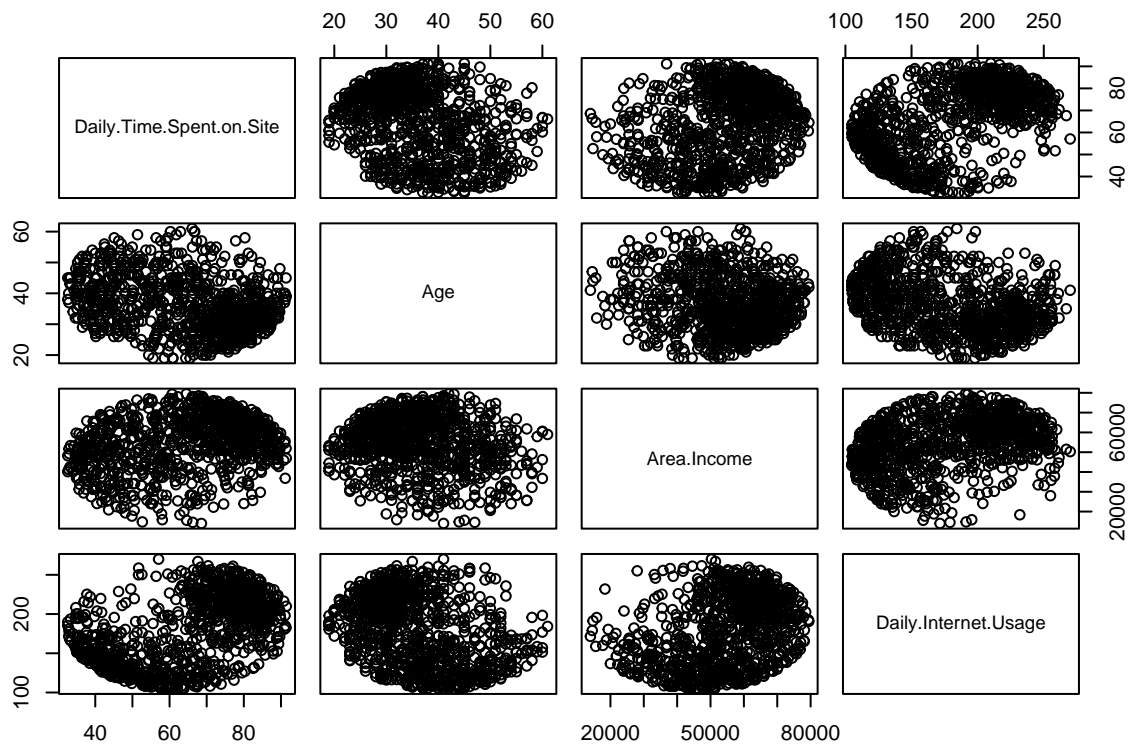 20 30 40 50 60
100 150 200 250
Daily.Time.Spent.on.Site
40 60 80
20 40 60
Age
Area.Income
20000 60000
100 200
Daily.Internet.Usage
40 60 80
20000 50000 80000